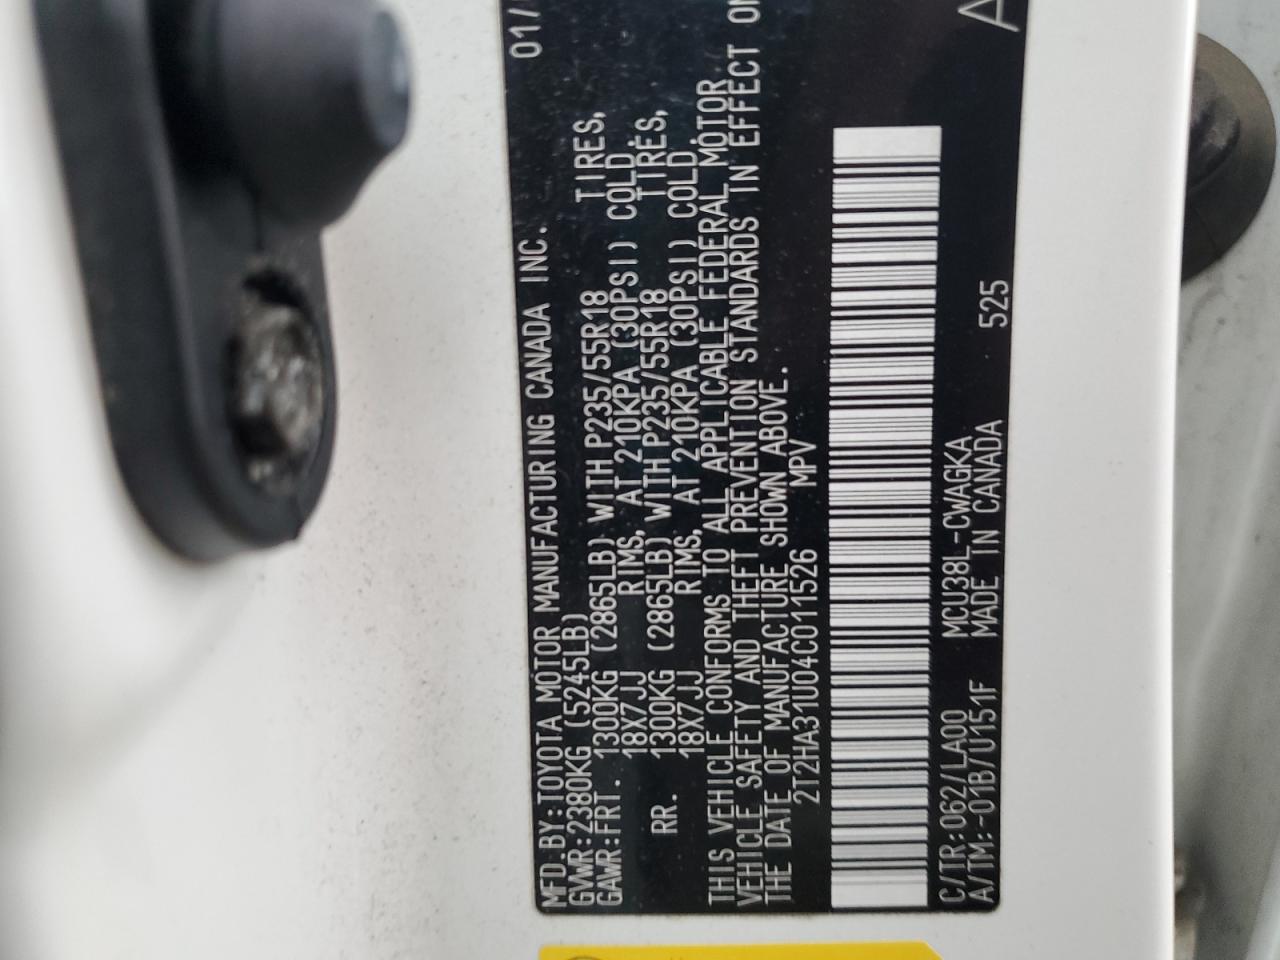 MFD.BY:TOYOTA MOTOR MANUFACTURING CANADA INC. 01/
GVWR:2380KG (5245LB)
GAWR:FRT. 1300KG (2865LB) WITH P235/55R18 TIRES,
18X7JJ RIMS, AT 210KPA (30PSI) COLD
RR. 1300KG (2865LB) WITH P235/55R18 TIRES,
18X7JJ RIMS, AT 210KPA (30PSI) COLD.
THIS VEHICLE CONFORMS TO ALL APPLICABLE FEDERAL MOTOR
VEHICLE SAFETY AND THEFT PREVENTION STANDARDS IN EFFECT ON
THE DATE OF MANUFACTURE SHOWN ABOVE.
2T2HA31U04C011526 MPV
C/TR:062/LA00 MCU38L-CWAGKA A
A/TM:-01B/U151F MADE IN CANADA 525